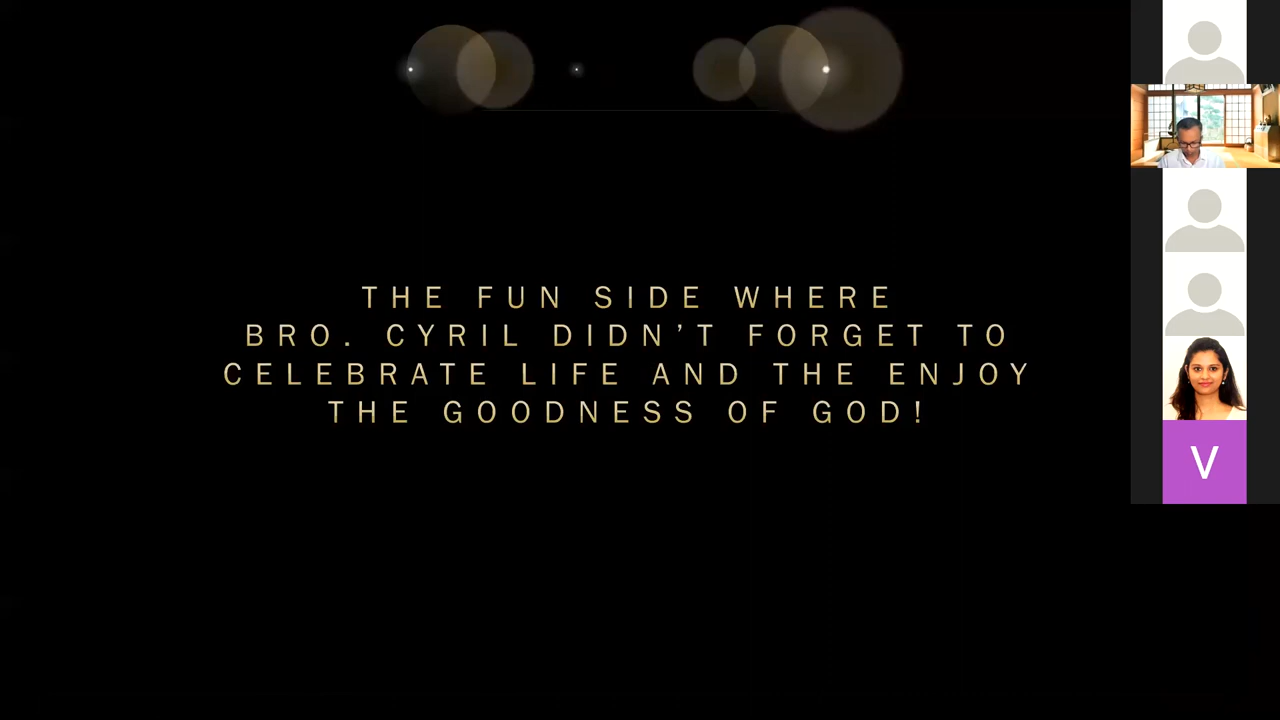 THE FUN SIDE WHERE
BRO. CYRIL DIDN’T FORGET TO
CELEBRATE LIFE AND THE ENJOY
THE GOODNESS OF GOD!
V